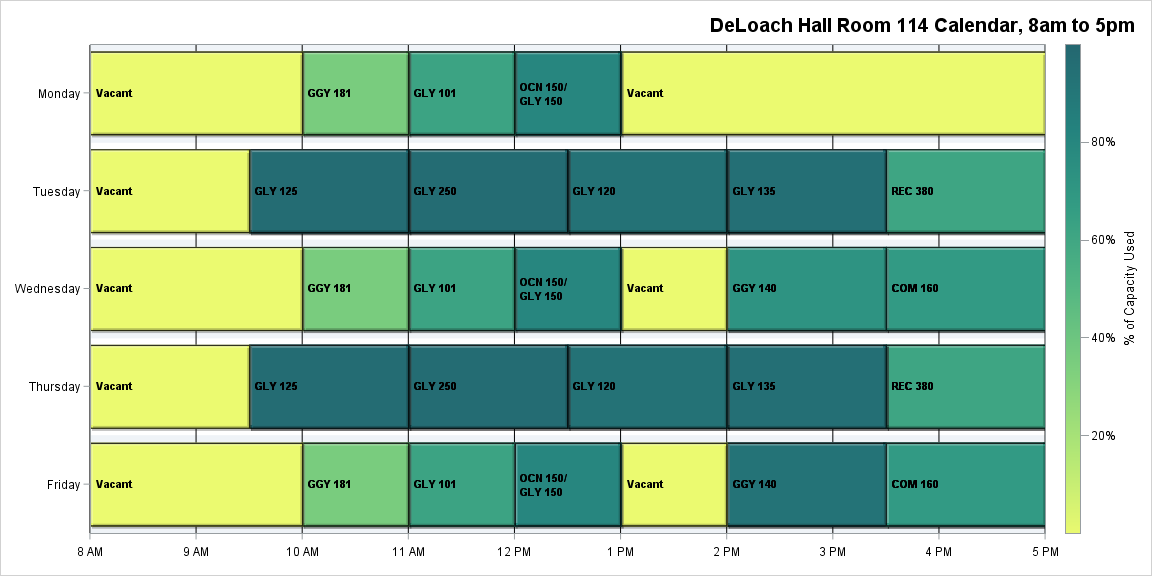 DeLoach Hall Room 114 Calendar, 8am to 5pm
Monday
Vacant
GGY 181
GLY 101
OCN 150/
GLY 150
Vacant
Tuesday
Vacant
GLY 125
GLY 250
GLY 120
GLY 135
REC 380
Wednesday
Vacant
GGY 181
GLY 101
OCN 150/
GLY 150
Vacant
GGY 140
COM 160
Thursday
Vacant
GLY 125
GLY 250
GLY 120
GLY 135
REC 380
Friday
Vacant
GGY 181
GLY 101
OCN 150/
GLY 150
Vacant
GGY 140
COM 160
8 AM
9 AM
10 AM
11 AM
12 PM
1 PM
2 PM
3 PM
4 PM
5 PM
80%
60%
40%
20%
% of Capacity Used